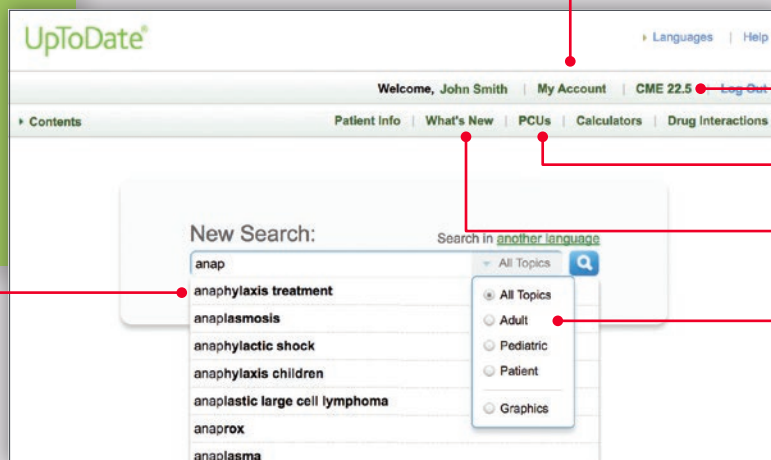 UpToDate®
Languages | Help
Welcome, John Smith | My Account | CME 22.5 | Log Out
Contents
Patient Info | What's New | PCUs | Calculators | Drug Interactions
New Search:
Search in another language
anap
All Topics
anaphylaxis treatment
All Topics
anaplasmosis
Adult
anaphylactic shock
Pediatric
anaphylaxis children
Patient
anaplastic large cell lymphoma
Graphics
anaprox
anaplasma